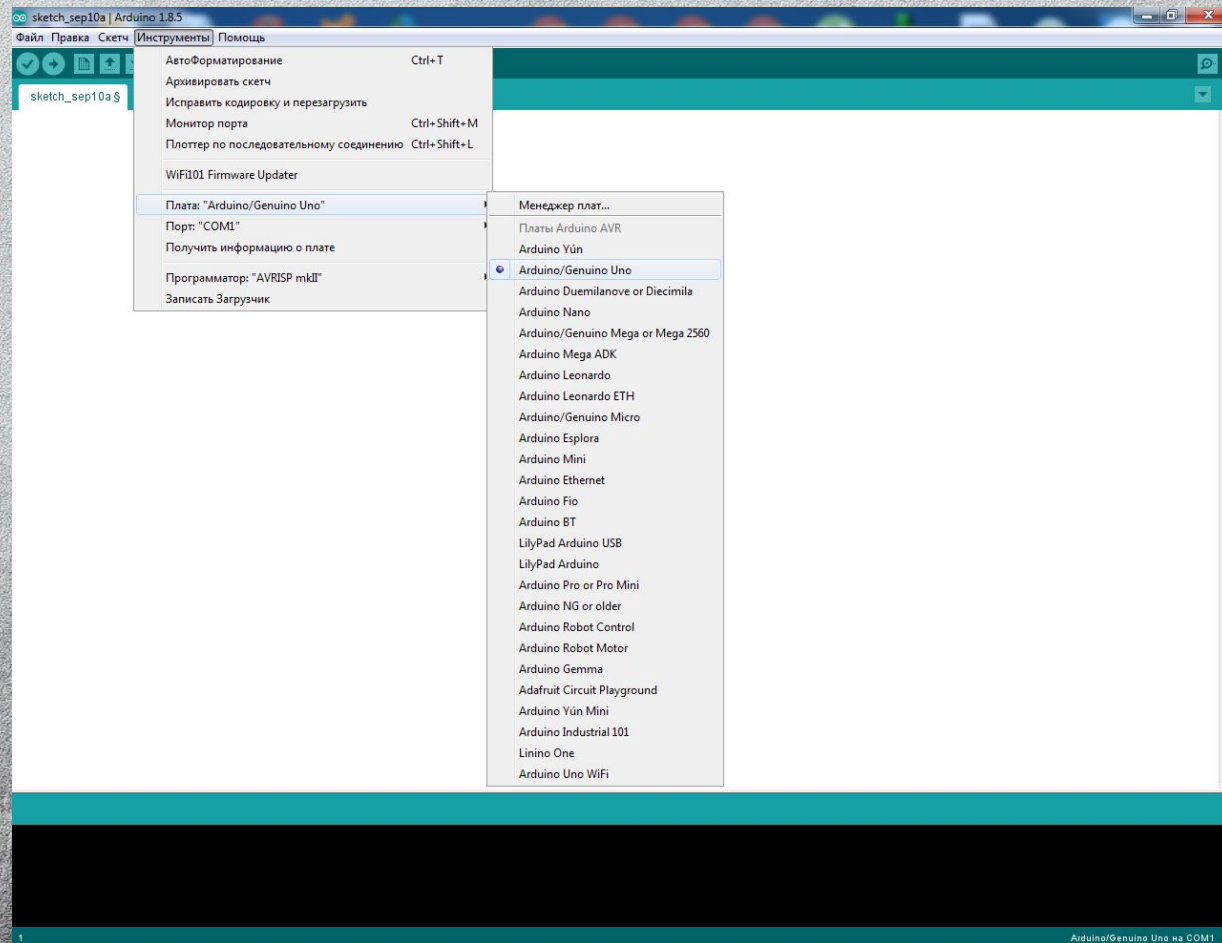 sketch_sep10a | Arduino 1.8.5
Файл Правка Скетч Инструменты Помощь
sketch_sep10a §
АвтоФорматирование Ctrl+T
Архивировать скетч
Исправить кодировку и перезагрузить
Монитор порта Ctrl+Shift+M
Плоттер по последовательному соединению Ctrl+Shift+L
WiFi101 Firmware Updater
Плата: "Arduino/Genuino Uno"
Порт: "COM1"
Получить информацию о плате
Программатор: "AVRISP mkII"
Записать Загрузчик
Менеджер плат...
Платы Arduino AVR
Arduino Yún
Arduino/Genuino Uno
Arduino Duemilanove or Diecimila
Arduino Nano
Arduino/Genuino Mega or Mega 2560
Arduino Mega ADK
Arduino Leonardo
Arduino Leonardo ETH
Arduino/Genuino Micro
Arduino Esplora
Arduino Mini
Arduino Ethernet
Arduino Fio
Arduino BT
LilyPad Arduino USB
LilyPad Arduino
Arduino Pro or Pro Mini
Arduino NG or older
Arduino Robot Control
Arduino Robot Motor
Arduino Gemma
Adafruit Circuit Playground
Arduino Yún Mini
Arduino Industrial 101
Linino One
Arduino Uno WiFi
1 Arduino/Genuino Uno на COM1